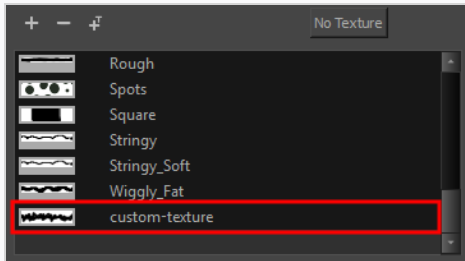 No Texture
Rough
Spots
Square
Stringy
Stringy_Soft
Wiggly_Fat
custom-texture